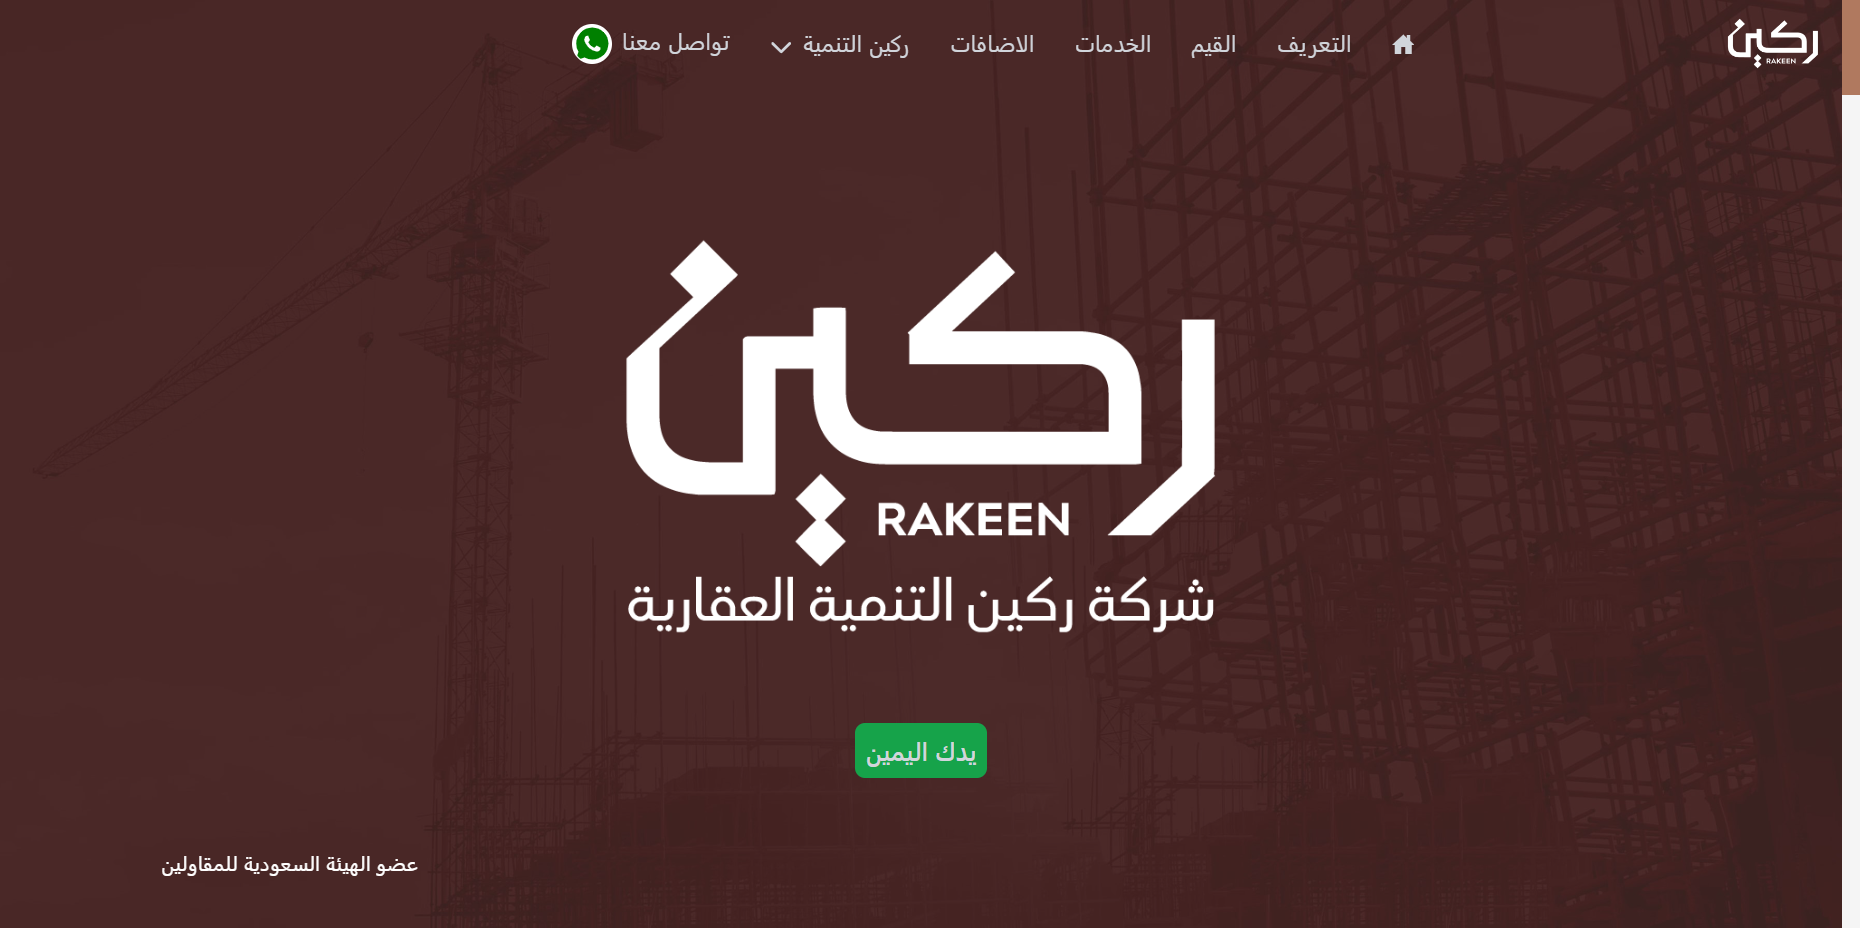 ركين
RAKEEN
التعريف
القيم
الخدمات
الاضافات
ركين التنمية
تواصل معنا
ركين
RAKEEN
شركة ركين التنمية العقارية
يدك اليمين
عضو الهيئة السعودية للمقاولين